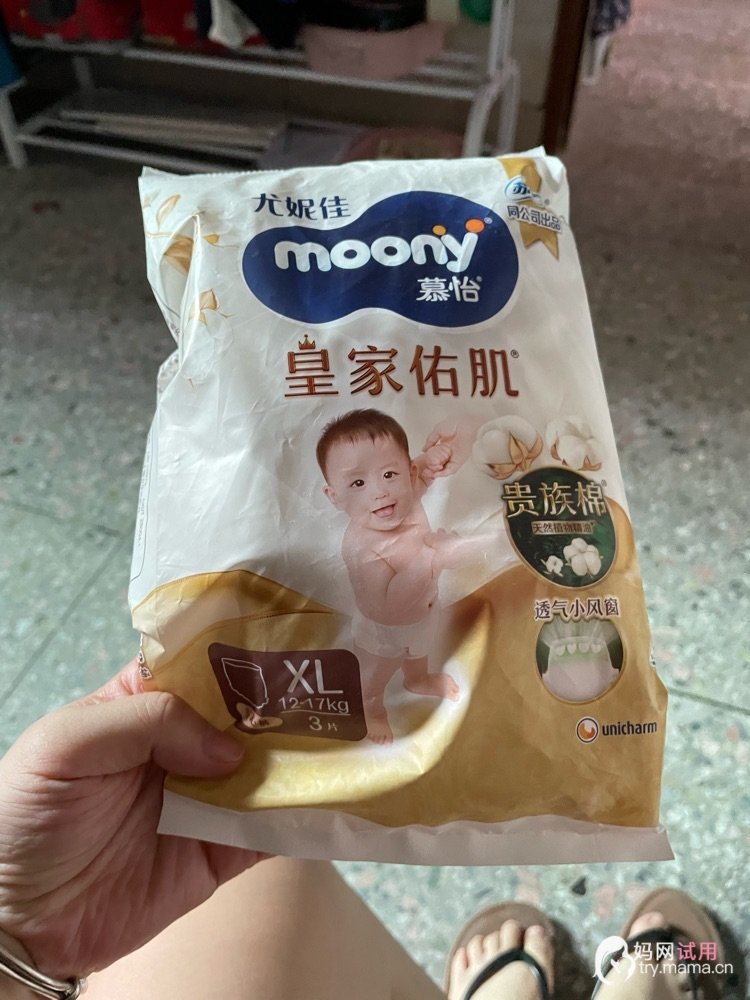 尤妮佳
moony
慕怡®
同公司出品
皇家佑肌®
贵族棉
天然植物精油
透气小风窗
XL
12-17kg
3片
unicharm
妈网试用
try.mama.cn